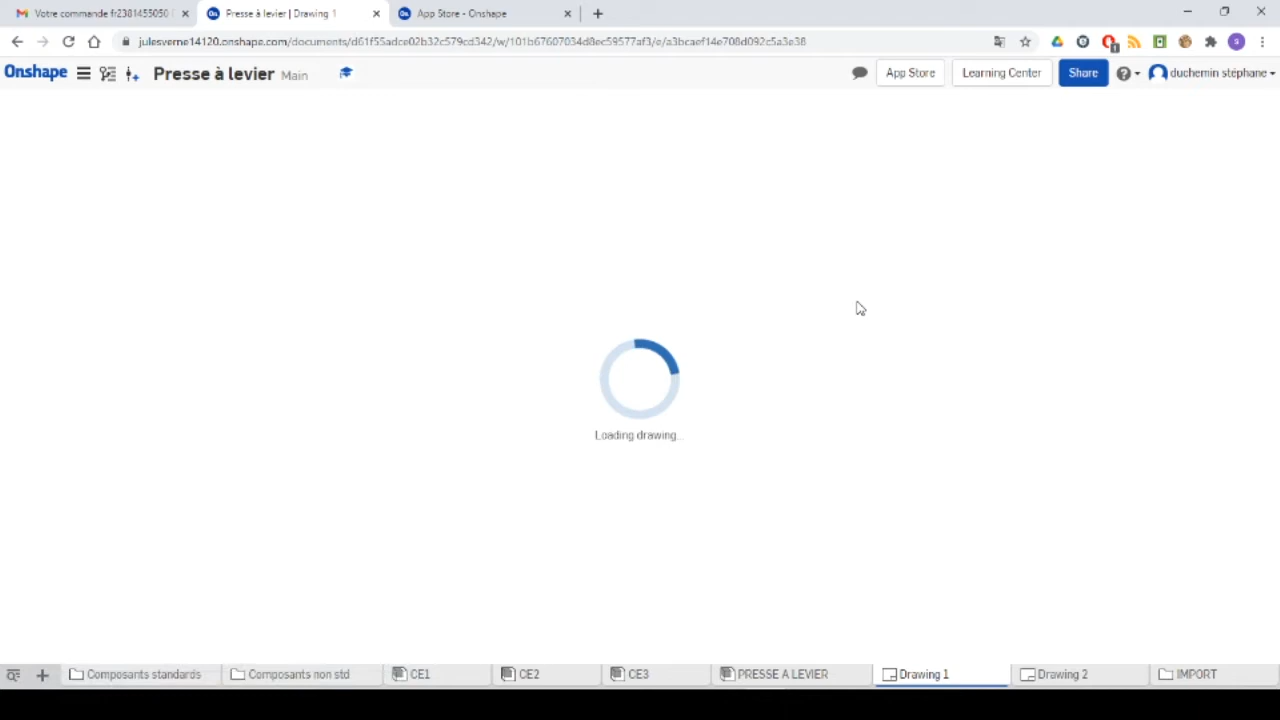 Votre commande fr2381455050
Presse à levier | Drawing 1
App Store - Onshape
julesverne14120.onshape.com/documents/d61f55adce02b32c579cd342/w/101b67607034d8ec59577af3/e/a3bcaef14e708d092c5a3e38
Onshape
Presse à levier Main
App Store
Learning Center
Share
duchemin stéphane
Loading drawing...
Composants standards
Composants non std
CE1
CE2
CE3
PRESSE A LEVIER
Drawing 1
Drawing 2
IMPORT